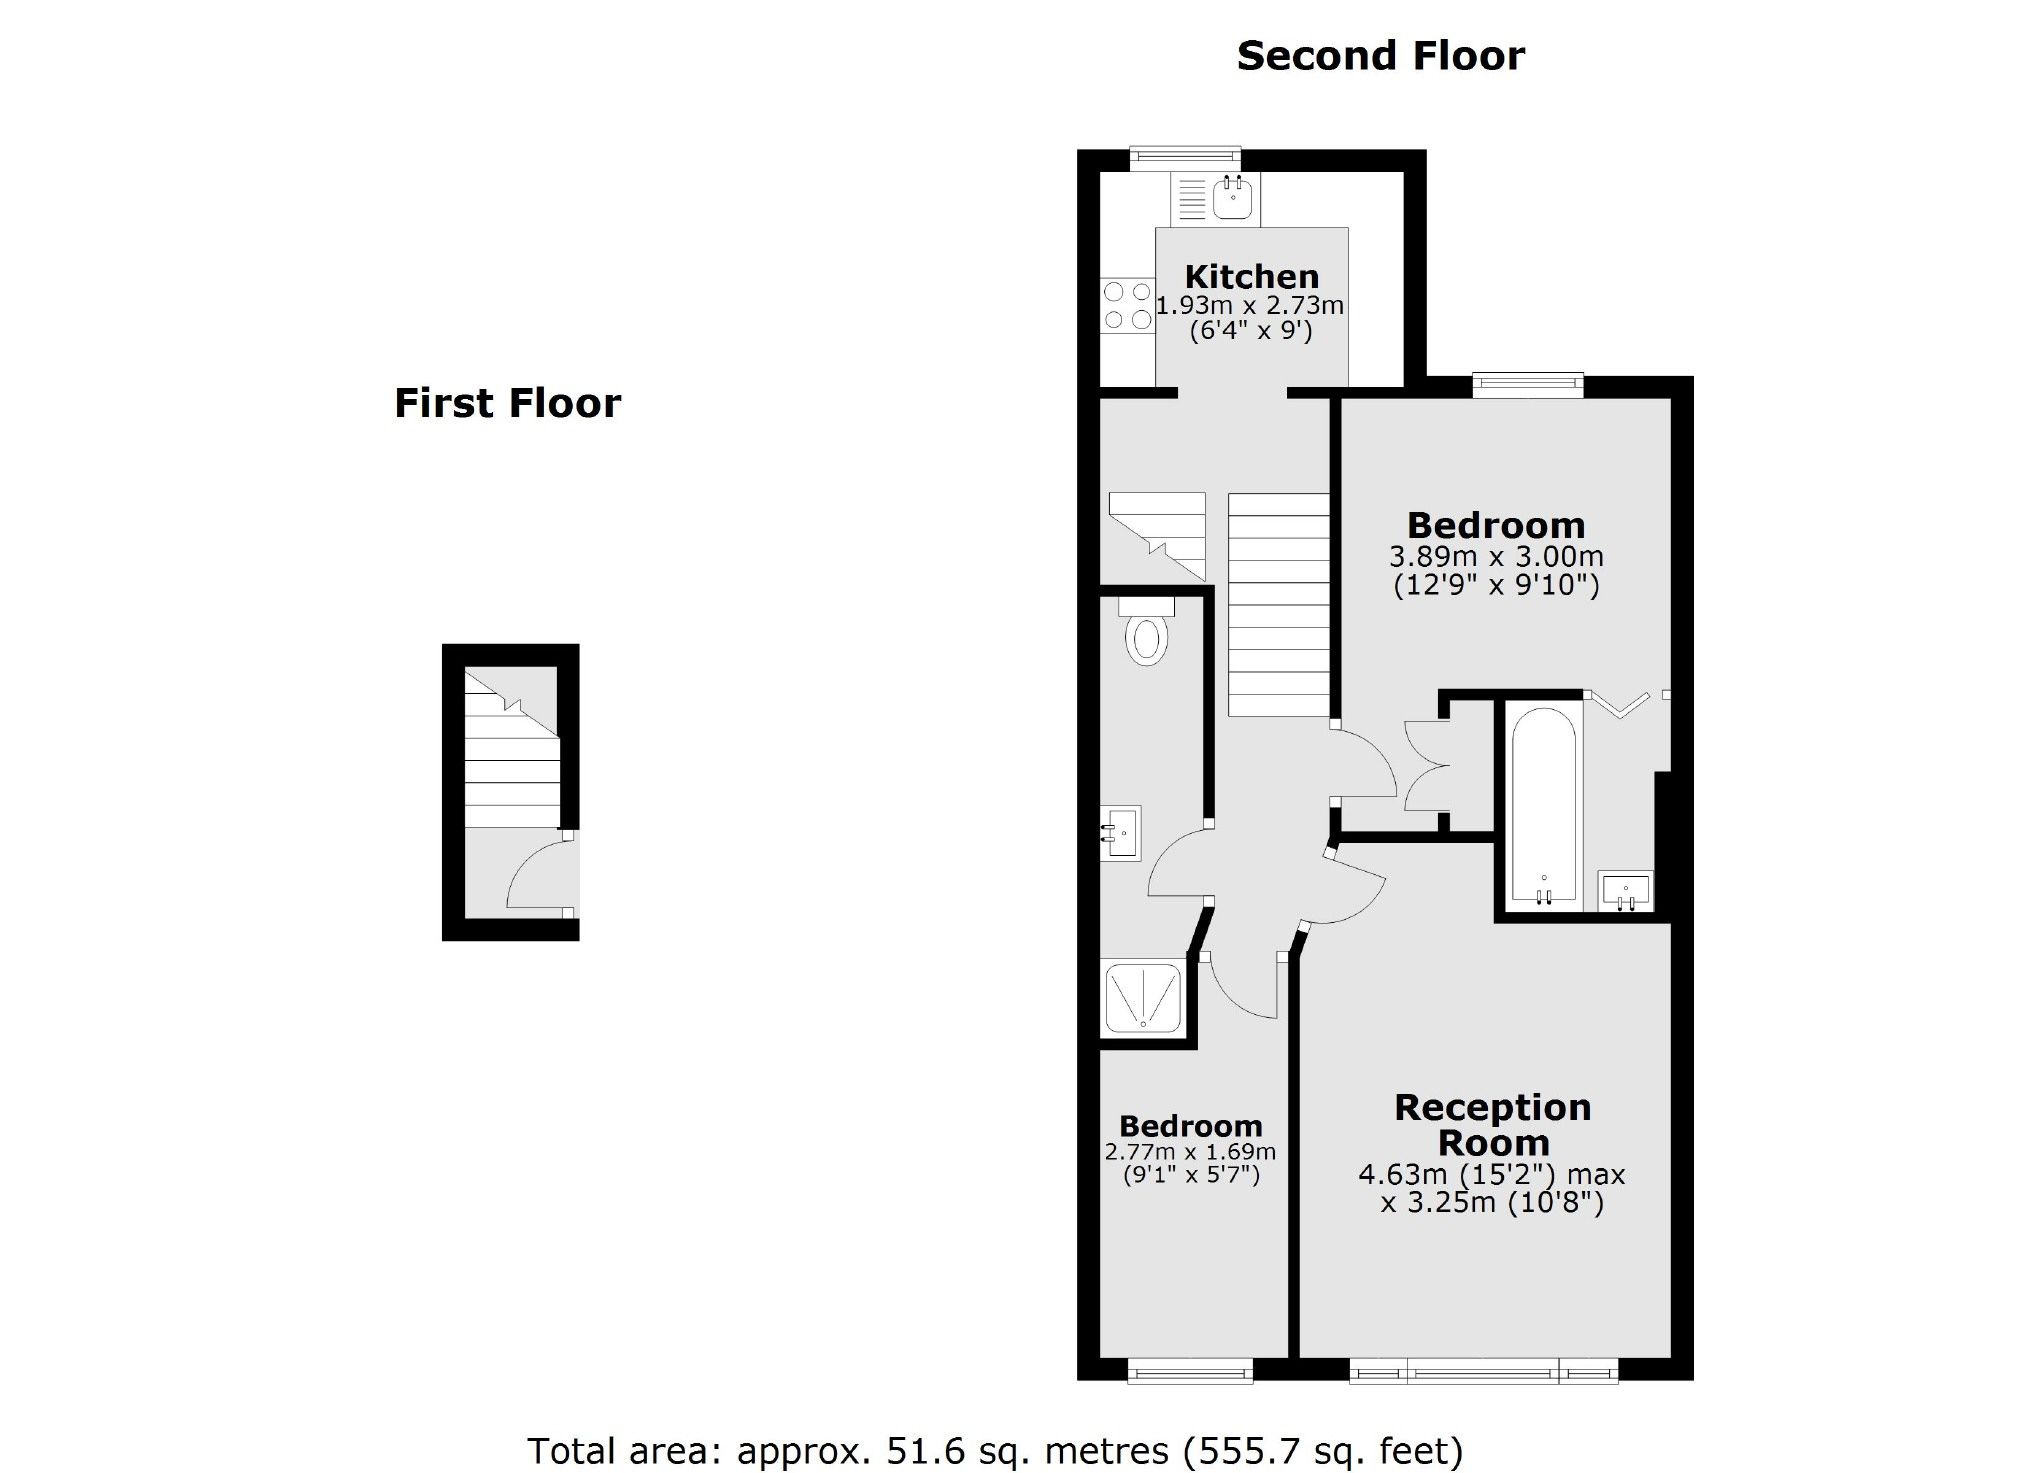 Second Floor
Kitchen
1.93m x 2.73m
(6'4" x 9')
First Floor
Bedroom
3.89m x 3.00m
(12'9" x 9'10")
Bedroom
2.77m x 1.69m
(9'1" x 5'7")
Reception
Room
4.63m (15'2") max
x 3.25m (10'8")
Total area: approx. 51.6 sq. metres (555.7 sq. feet)